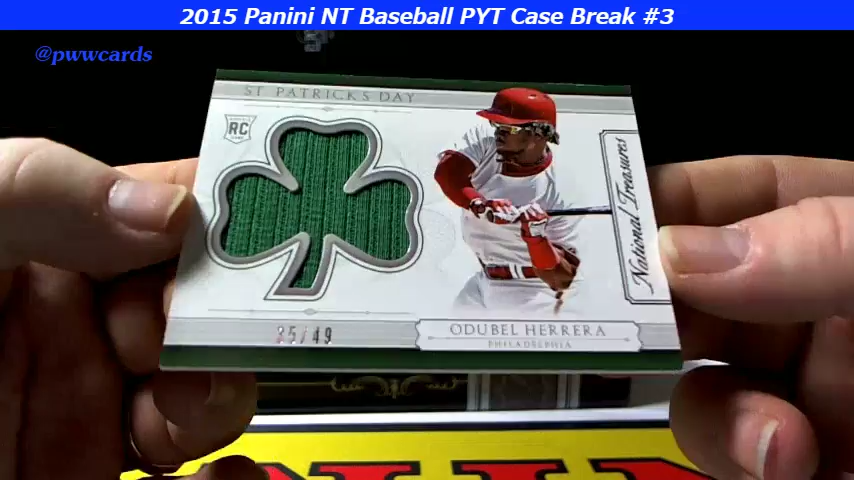 2015 Panini NT Baseball PYT Case Break #3
@pwwcards
ST PATRICK'S DAY
RC
National Treasures
35/49
ODUBEL HERRERA
PHILADELPHIA